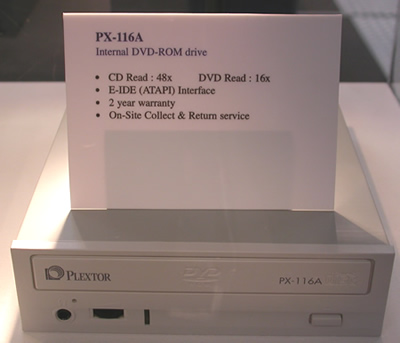 PX-116A
Internal DVD-ROM drive
• CD Read : 48x DVD Read : 16x
• E-IDE (ATAPI) Interface
• 2 year warranty
• On-Site Collect & Return service
PLEXTOR
DVD
PX-116A